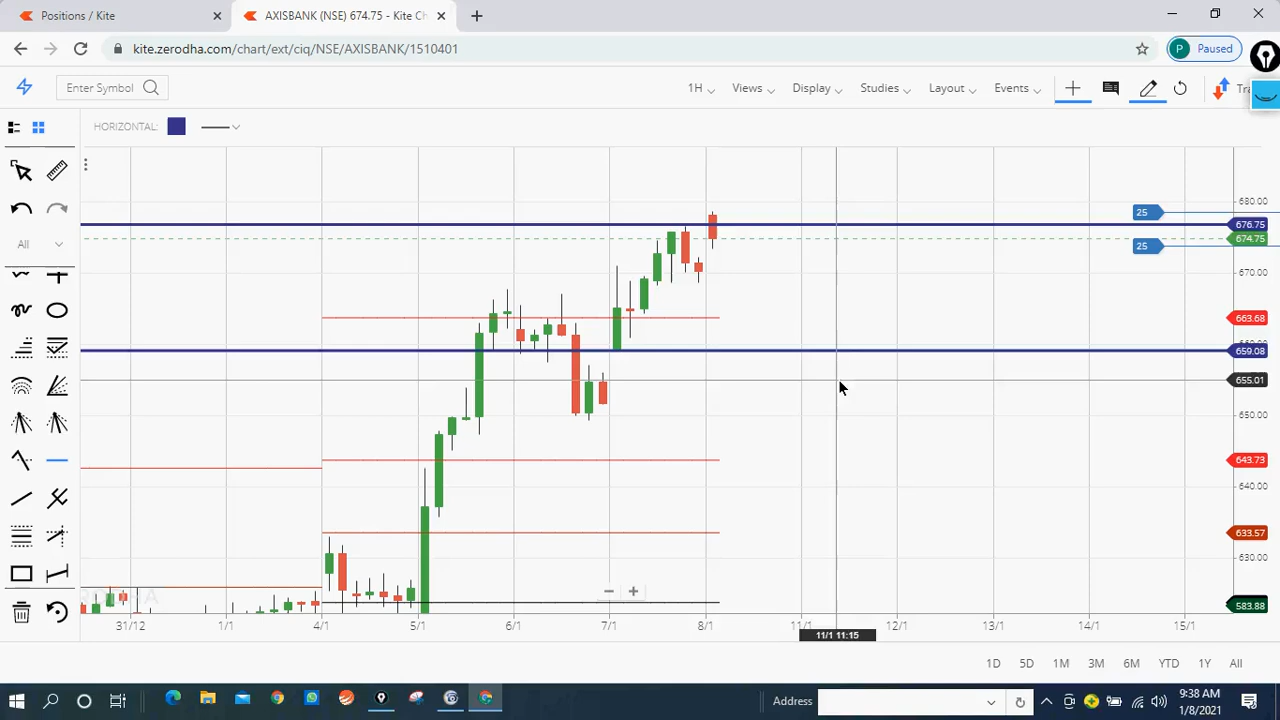 Positions / Kite
AXISBANK (NSE) 674.75 - Kite Ch
kite.zerodha.com/chart/ext/ciq/NSE/AXISBANK/1510401
P Paused
Enter Symbol
1H Views Display Studies Layout Events
HORIZONTAL:
All
680.00
25
676.75
674.75
25
670.00
663.68
659.08
655.01
650.00
643.73
640.00
633.57
630.00
583.88
31/12 1/1 4/1 5/1 6/1 7/1 8/1 11/1 12/1 13/1 14/1 15/1
11/1 11:15
1D 5D 1M 3M 6M YTD 1Y All
Address
9:38 AM
1/8/2021